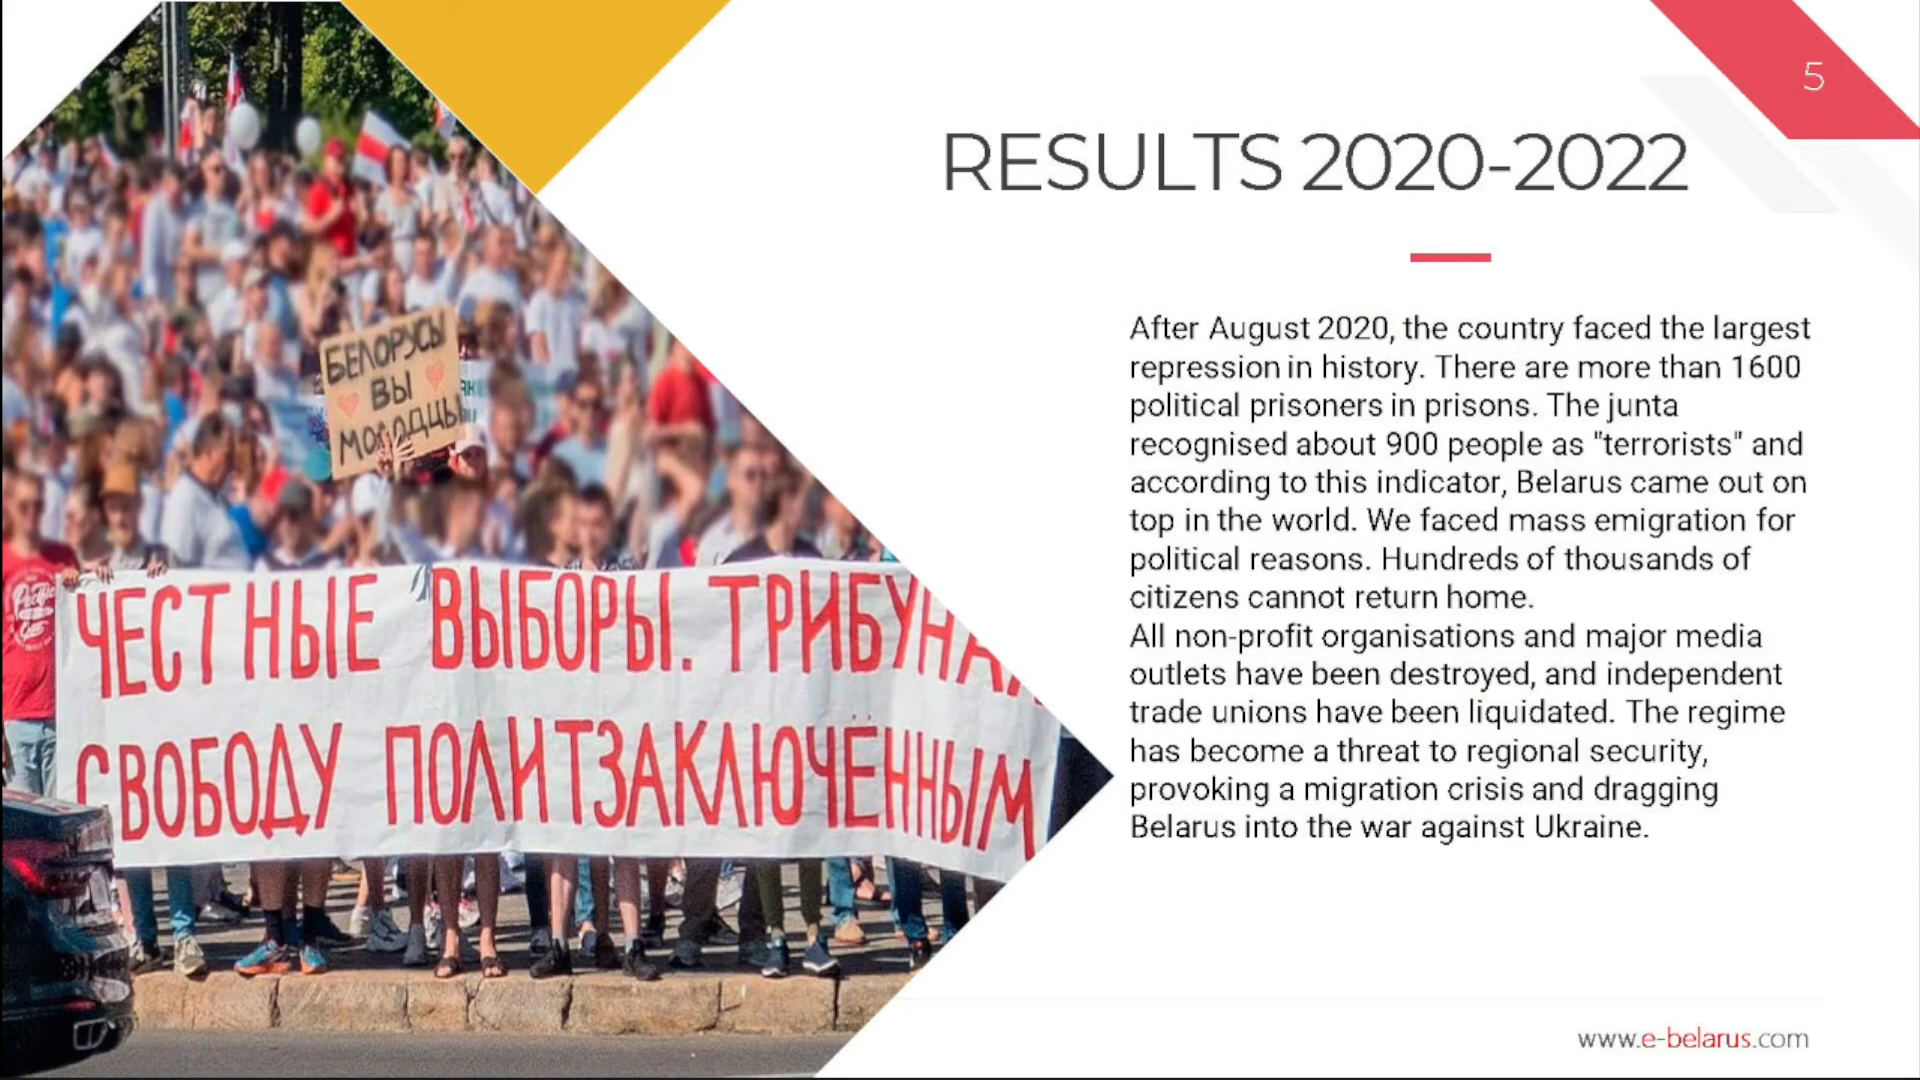 5
RESULTS 2020-2022
After August 2020, the country faced the largest
repression in history. There are more than 1600
political prisoners in prisons. The junta
recognised about 900 people as "terrorists" and
according to this indicator, Belarus came out on
top in the world. We faced mass emigration for
political reasons. Hundreds of thousands of
citizens cannot return home.
All non-profit organisations and major media
outlets have been destroyed, and independent
trade unions have been liquidated. The regime
has become a threat to regional security,
provoking a migration crisis and dragging
Belarus into the war against Ukraine.
БЕЛОРУСЫ
ВЫ
МОЛОДЦЫ
ЧЕСТНЫЕ ВЫБОРЫ.
СВОБОДУ ПОЛИТЗАКЛЮЧЁННЫМ
www.e-belarus.com